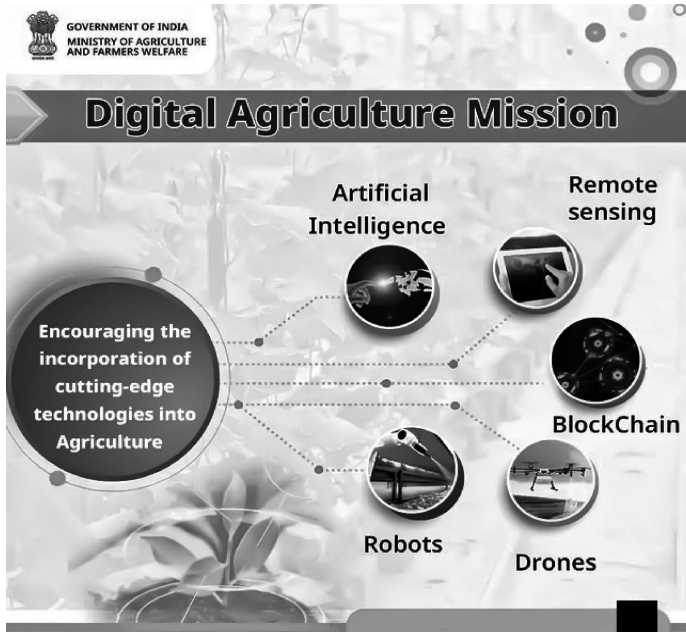 GOVERNMENT OF INDIA
MINISTRY OF AGRICULTURE
AND FARMERS WELFARE
Digital Agriculture Mission
Artificial
Intelligence
Remote
sensing
Encouraging the
incorporation of
cutting-edge
technologies into
Agriculture
BlockChain
Robots
Drones